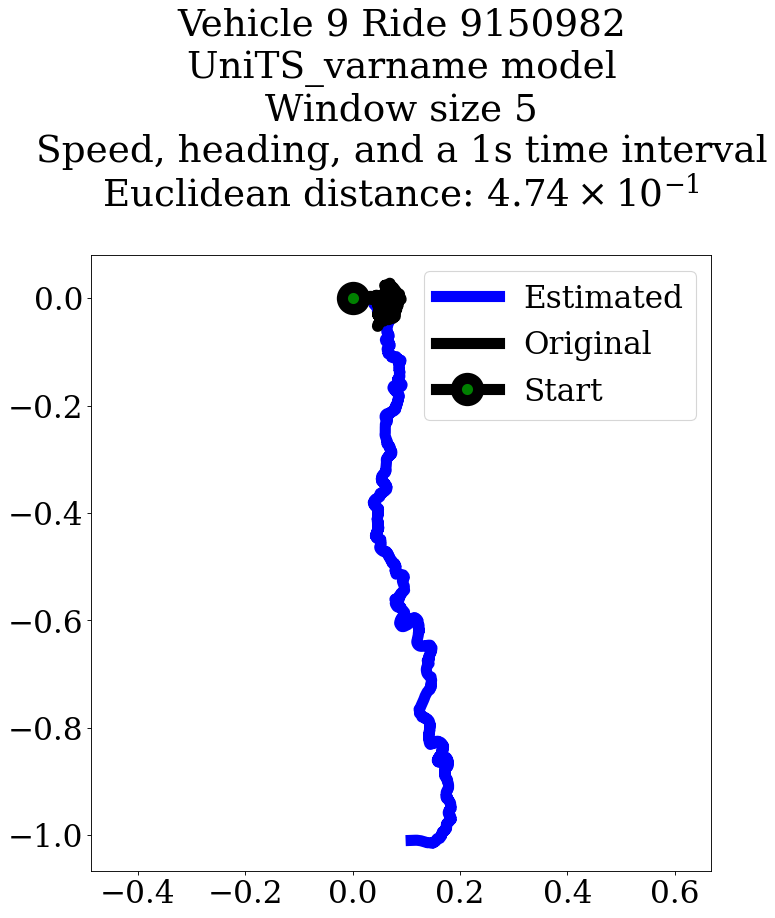 Vehicle 9 Ride 9150982
UniTS_varname model
Window size 5
Speed, heading, and a 1s time interval
Euclidean distance: 4.74 × 10⁻¹
Estimated
Original
Start
0.0
−0.2
−0.4
−0.6
−0.8
−1.0
−0.4 −0.2 0.0 0.2 0.4 0.6